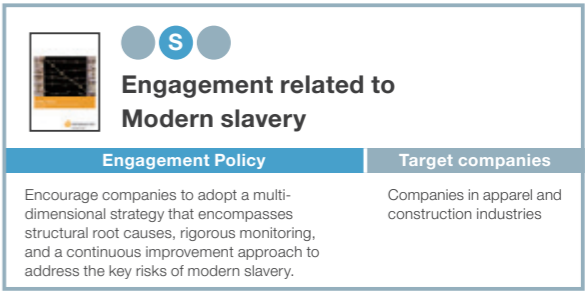 S
Engagement related to
Modern slavery
Engagement Policy
Target companies
Encourage companies to adopt a multi-
dimensional strategy that encompasses
structural root causes, rigorous monitoring,
and a continuous improvement approach to
address the key risks of modern slavery.
Companies in apparel and
construction industries